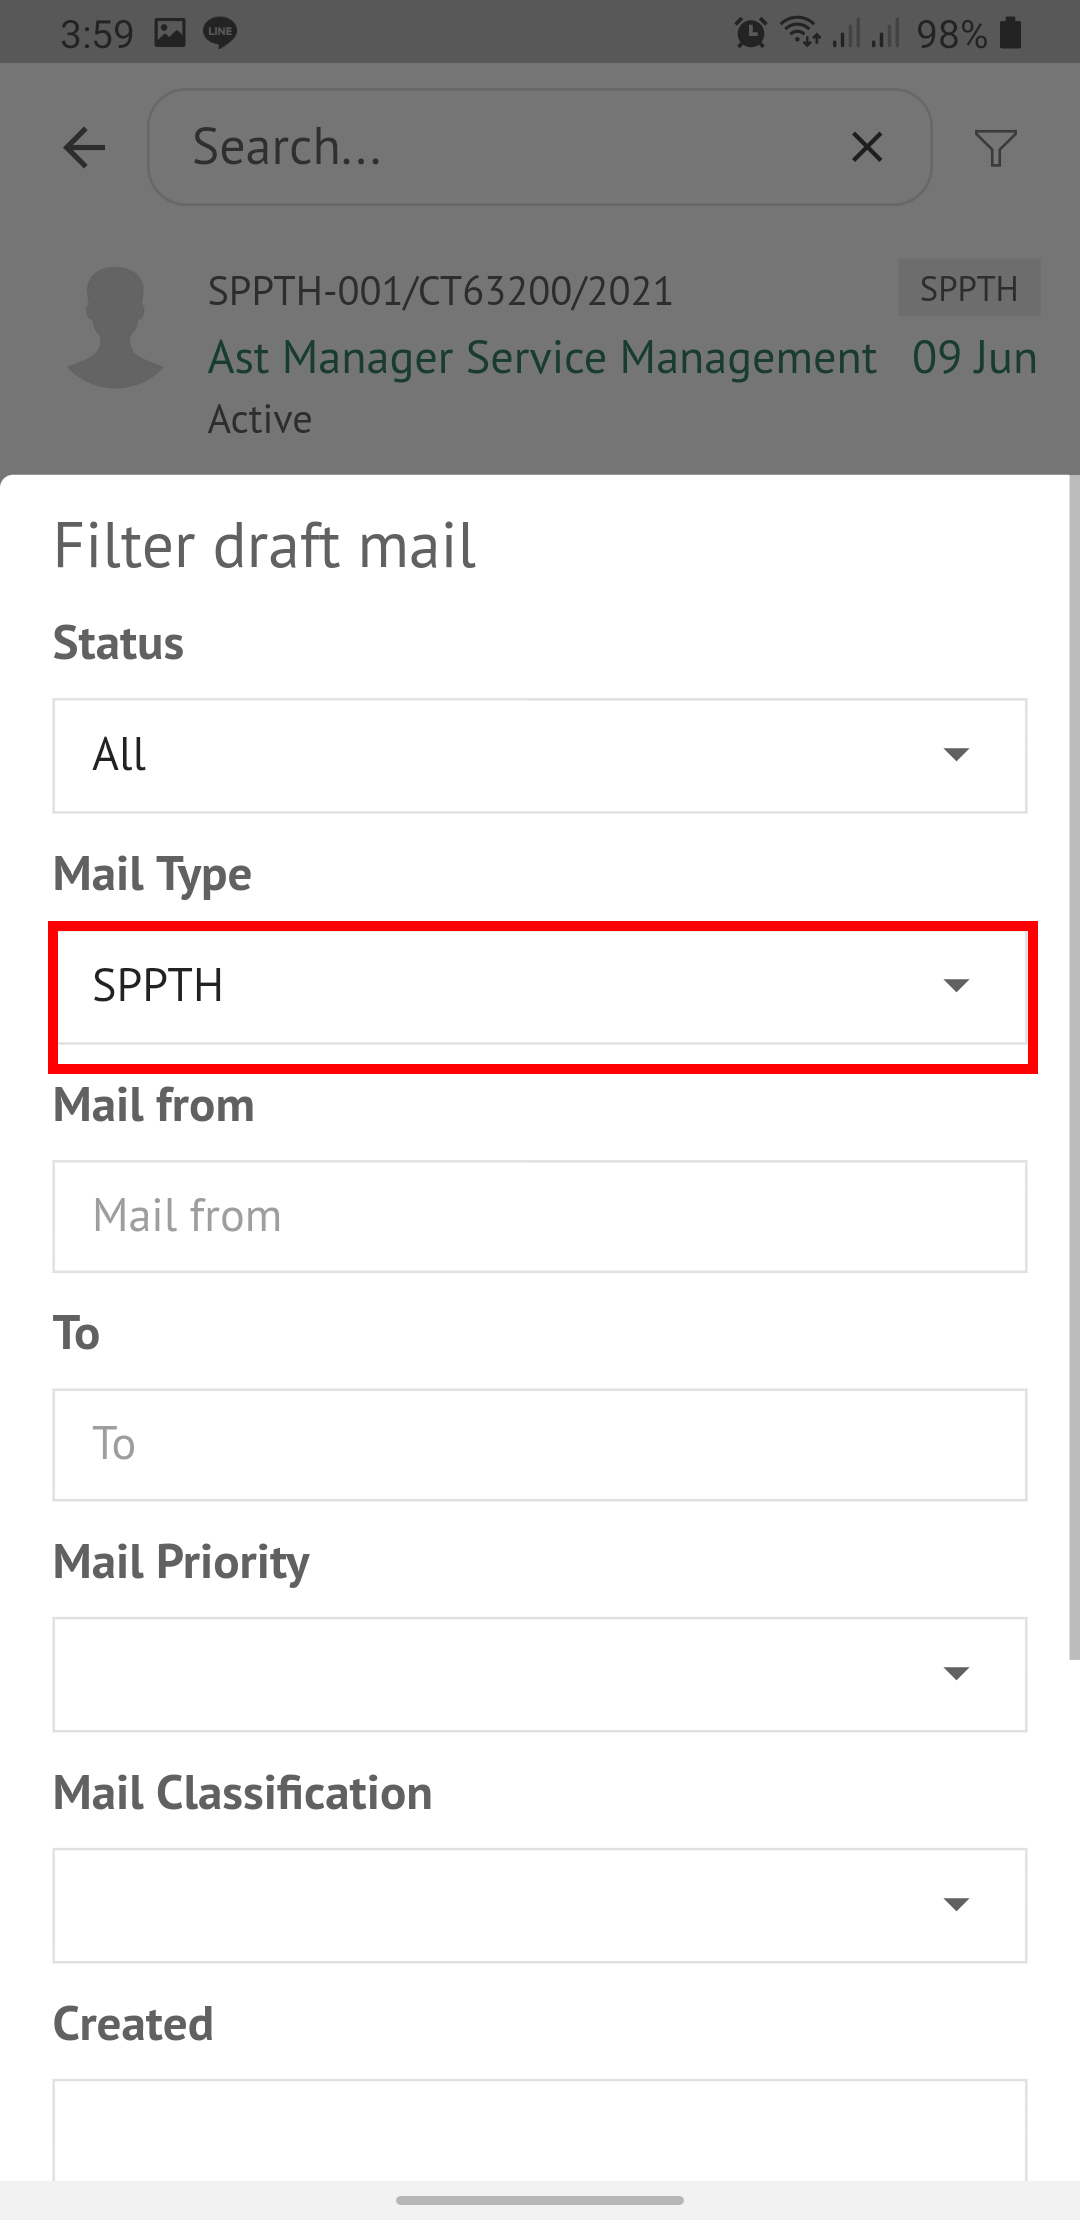 3:59 LINE 98%
Search...
SPPTH-001/CT63200/2021 SPPTH
Ast Manager Service Management 09 Jun
Active
Filter draft mail
Status
All
Mail Type
SPPTH
Mail from
Mail from
To
To
Mail Priority
Mail Classification
Created